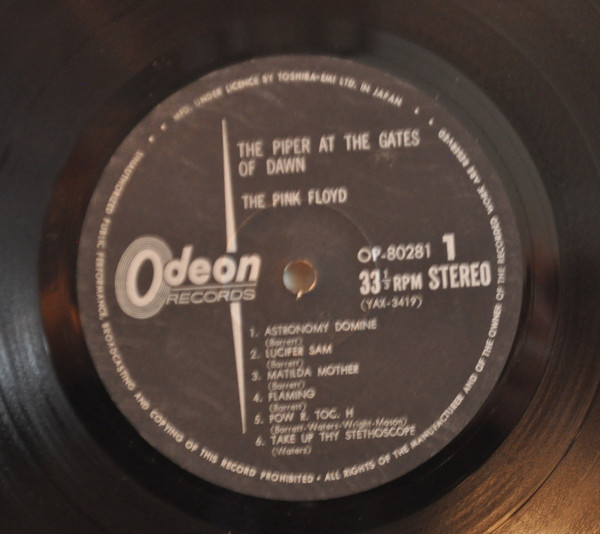 MFD. UNDER LICENCE BY TOSHIBA-EMI LTD. IN JAPAN
THE PIPER AT THE GATES
OF DAWN
THE PINK FLOYD
Odeon
RECORDS
OP-80281 1
33⅓ RPM STEREO
(YAX-3419)
1. ASTRONOMY DOMINE
(Barrett)
2. LUCIFER SAM
(Barrett)
3. MATILDA MOTHER
(Barrett)
4. FLAMING
(Barrett)
5. POW R. TOC. H
(Barrett-Waters-Wright-Mason)
6. TAKE UP THY STETHOSCOPE
(Waters)
UNAUTHORIZED PUBLIC PERFORMANCE, BROADCASTING AND COPYING OF THIS RECORD PROHIBITED • ALL RIGHTS OF THE MANUFACTURER AND OF THE OWNER OF THE RECORDED WORK ARE RESERVED